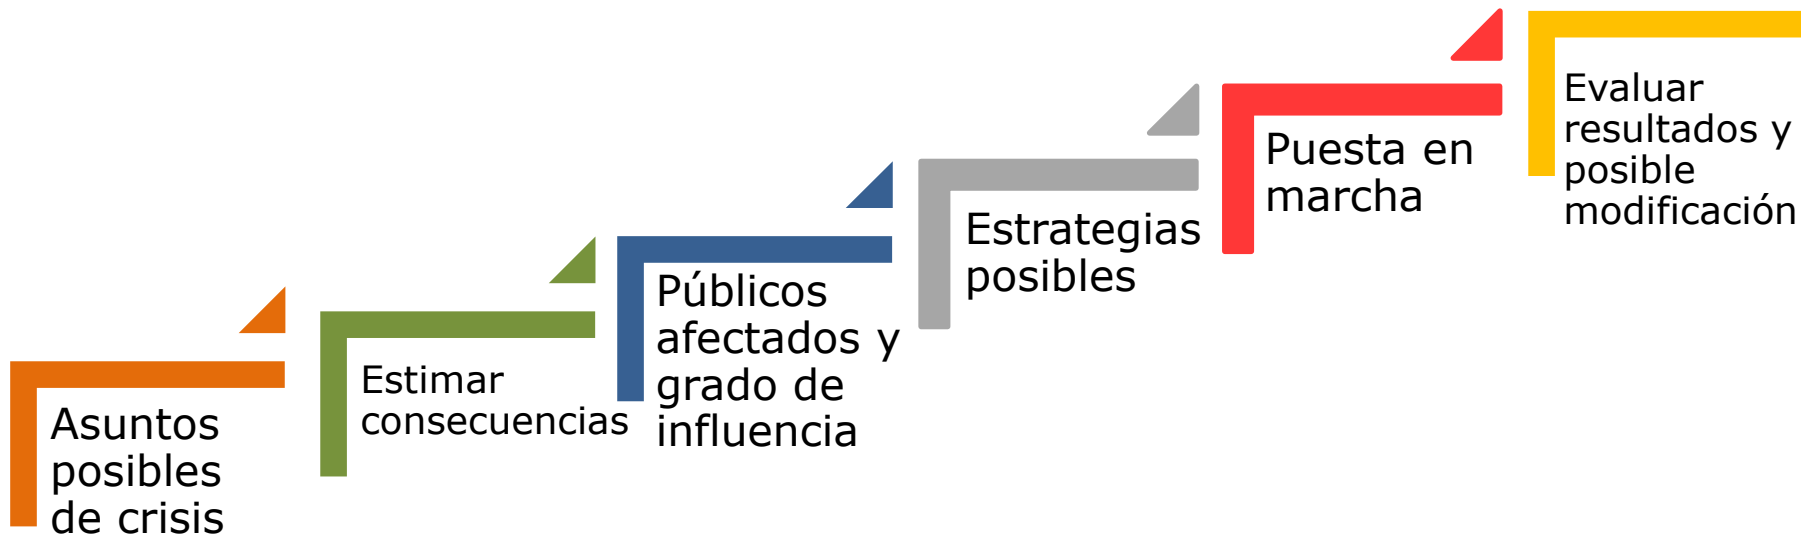 Asuntos
posibles
de crisis
Estimar
consecuencias
Públicos
afectados y
grado de
influencia
Estrategias
posibles
Puesta en
marcha
Evaluar
resultados y
posible
modificación